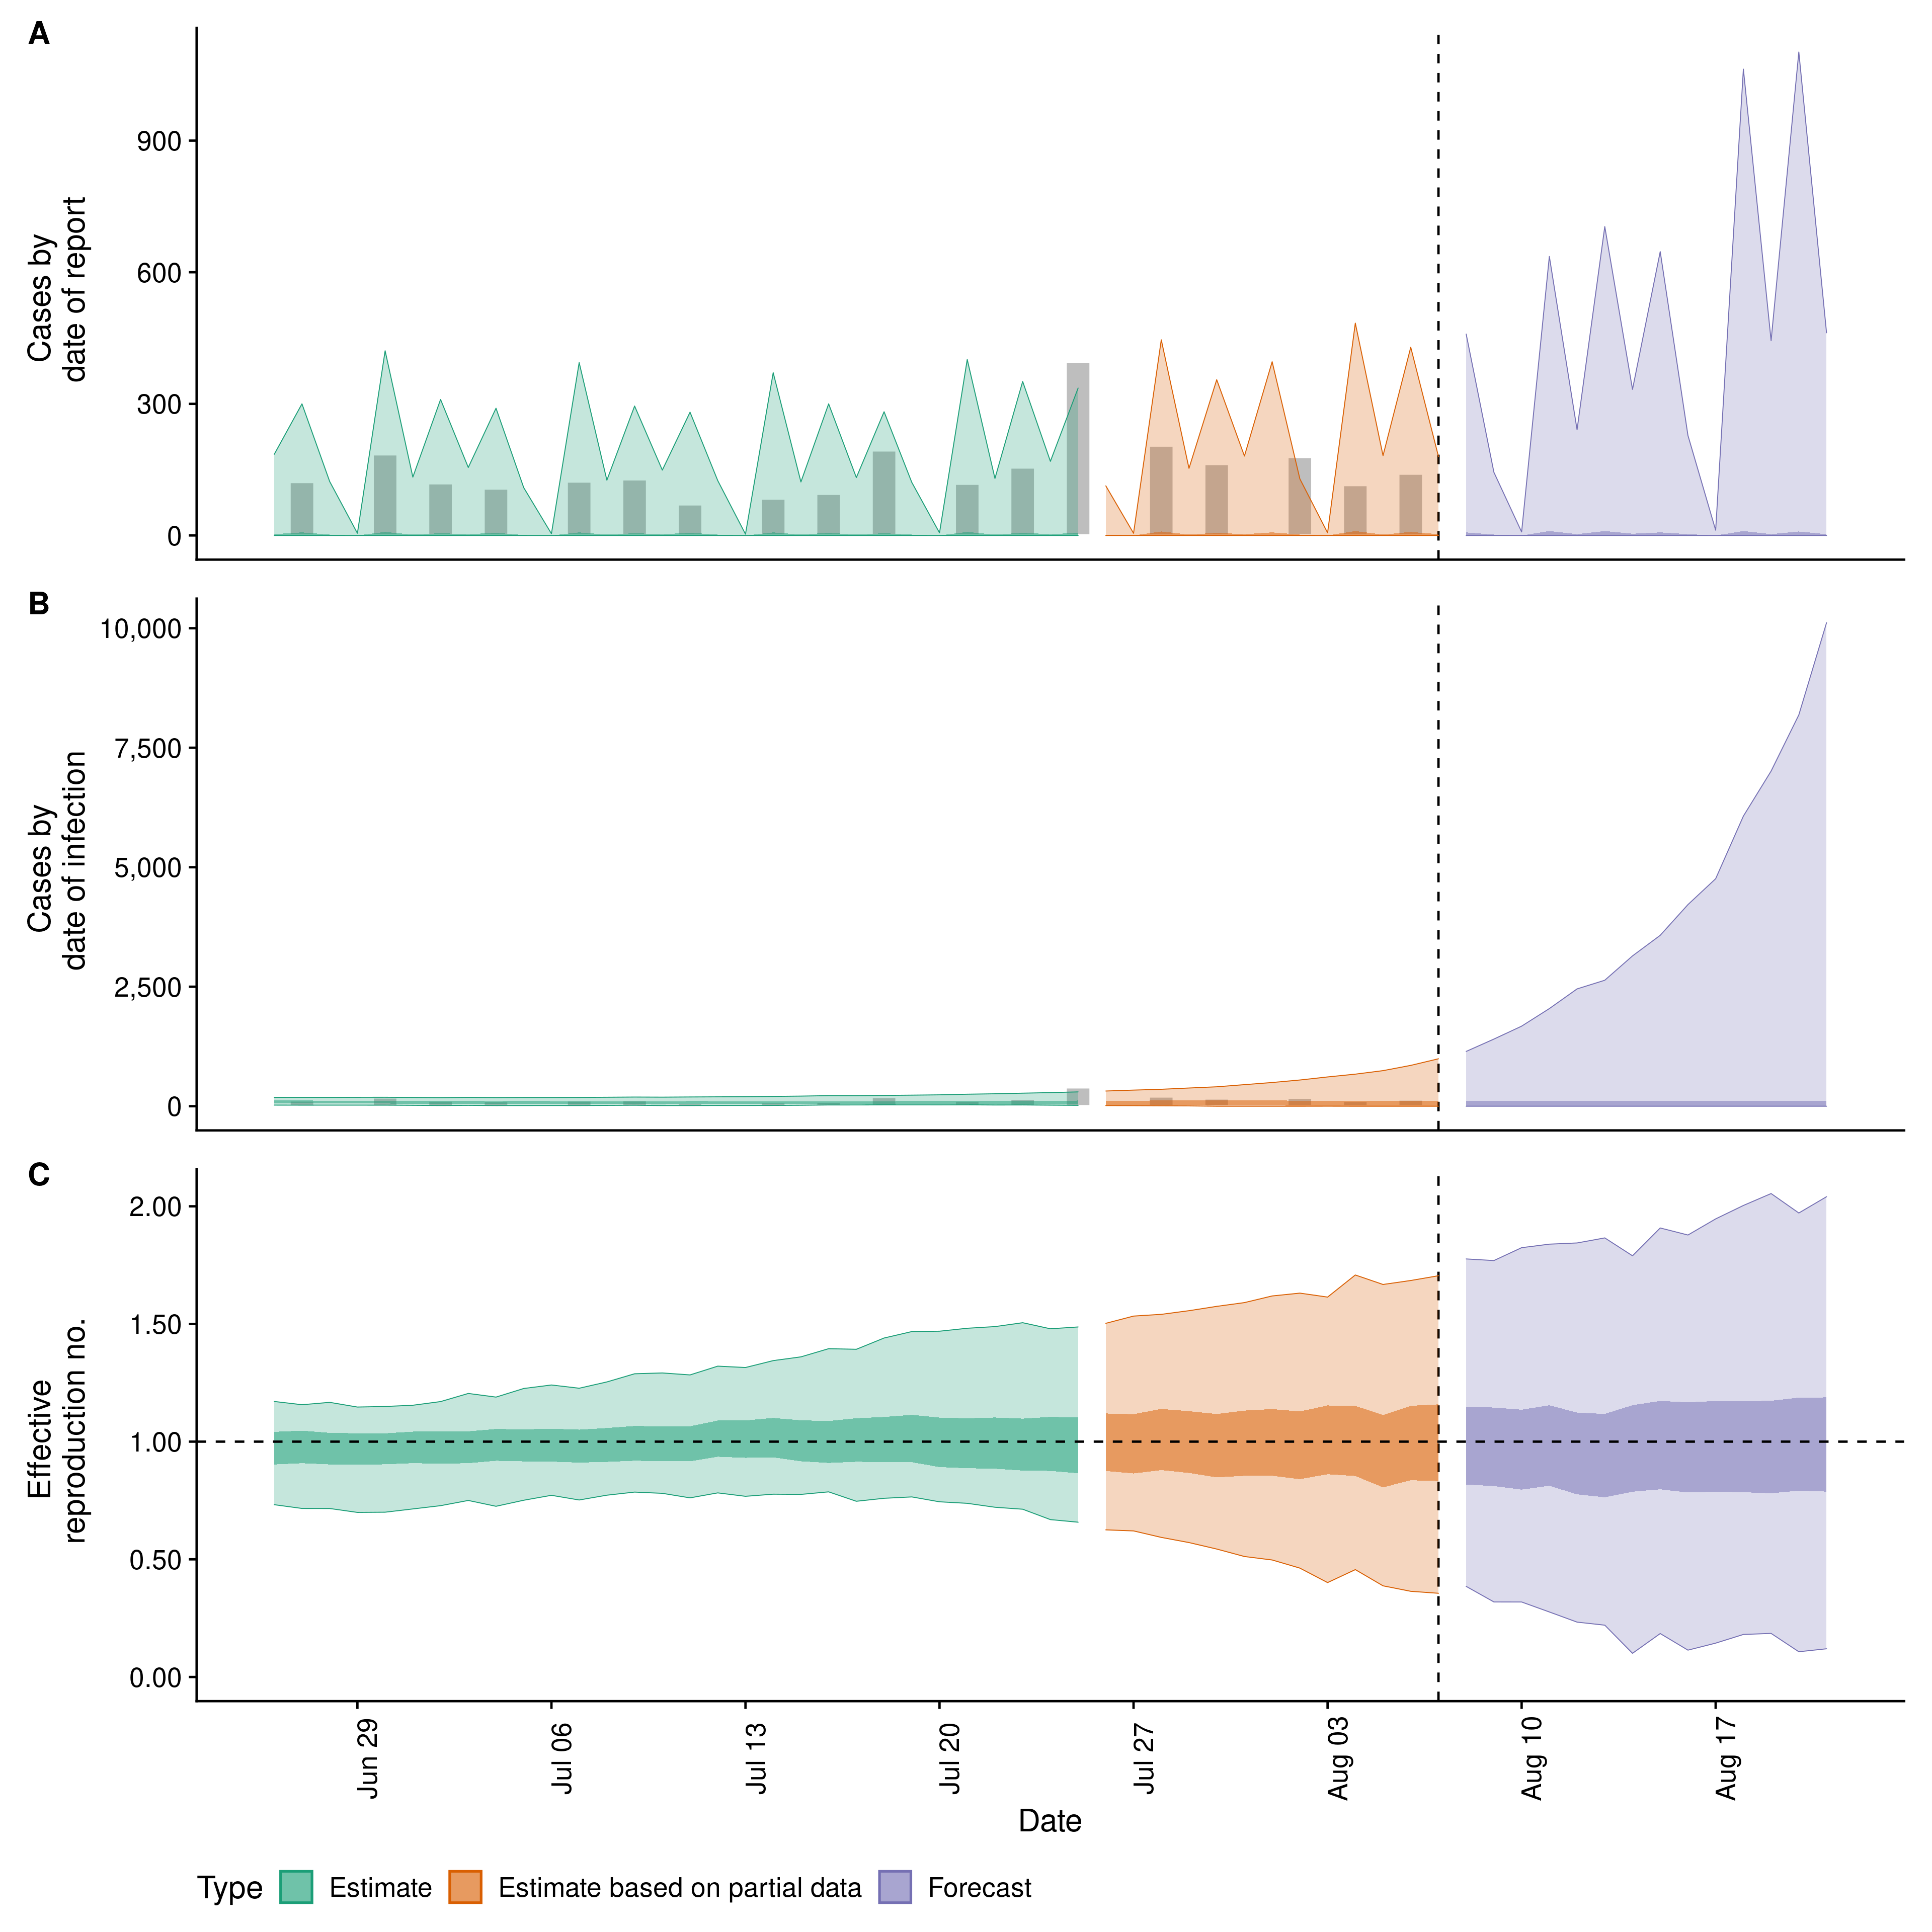 A
Cases by
date of report
900
600
300
0
B
Cases by
date of infection
10,000
7,500
5,000
2,500
0
C
Effective
reproduction no.
2.00
1.50
1.00
0.50
0.00
Jun 29
Jul 06
Jul 13
Jul 20
Jul 27
Aug 03
Aug 10
Aug 17
Date
Type Estimate Estimate based on partial data Forecast